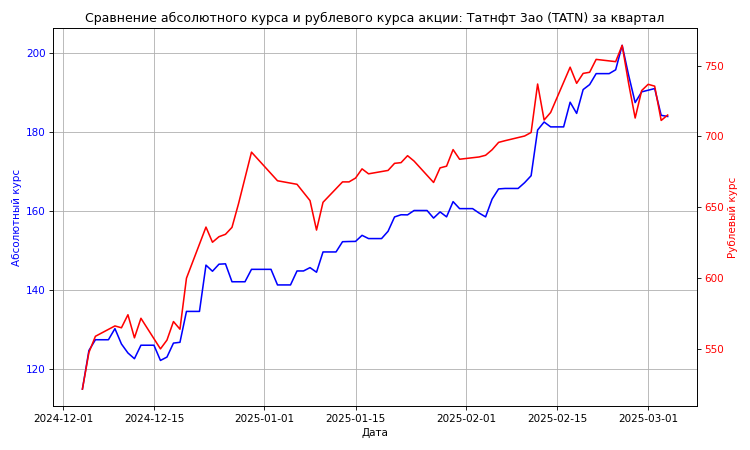 Сравнение абсолютного курса и рублевого курса акции: Татнфт 3ао (TATN) за квартал
Абсолютный курс
200
180
160
140
120
750
700
650
600
550
Рублевый курс
2024-12-01 2024-12-15 2025-01-01 2025-01-15 2025-02-01 2025-02-15 2025-03-01
Дата